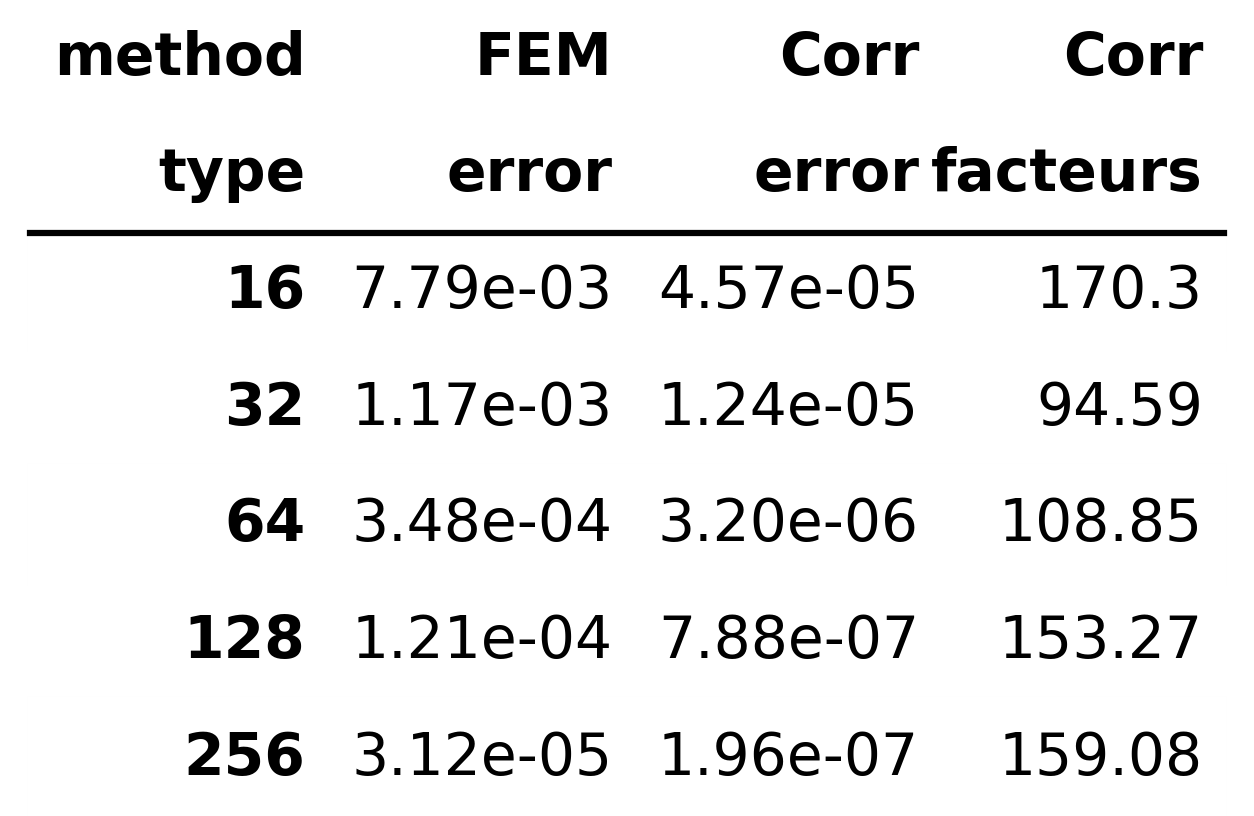 method FEM Corr Corr
type error error facteurs
16 7.79e-03 4.57e-05 170.3
32 1.17e-03 1.24e-05 94.59
64 3.48e-04 3.20e-06 108.85
128 1.21e-04 7.88e-07 153.27
256 3.12e-05 1.96e-07 159.08